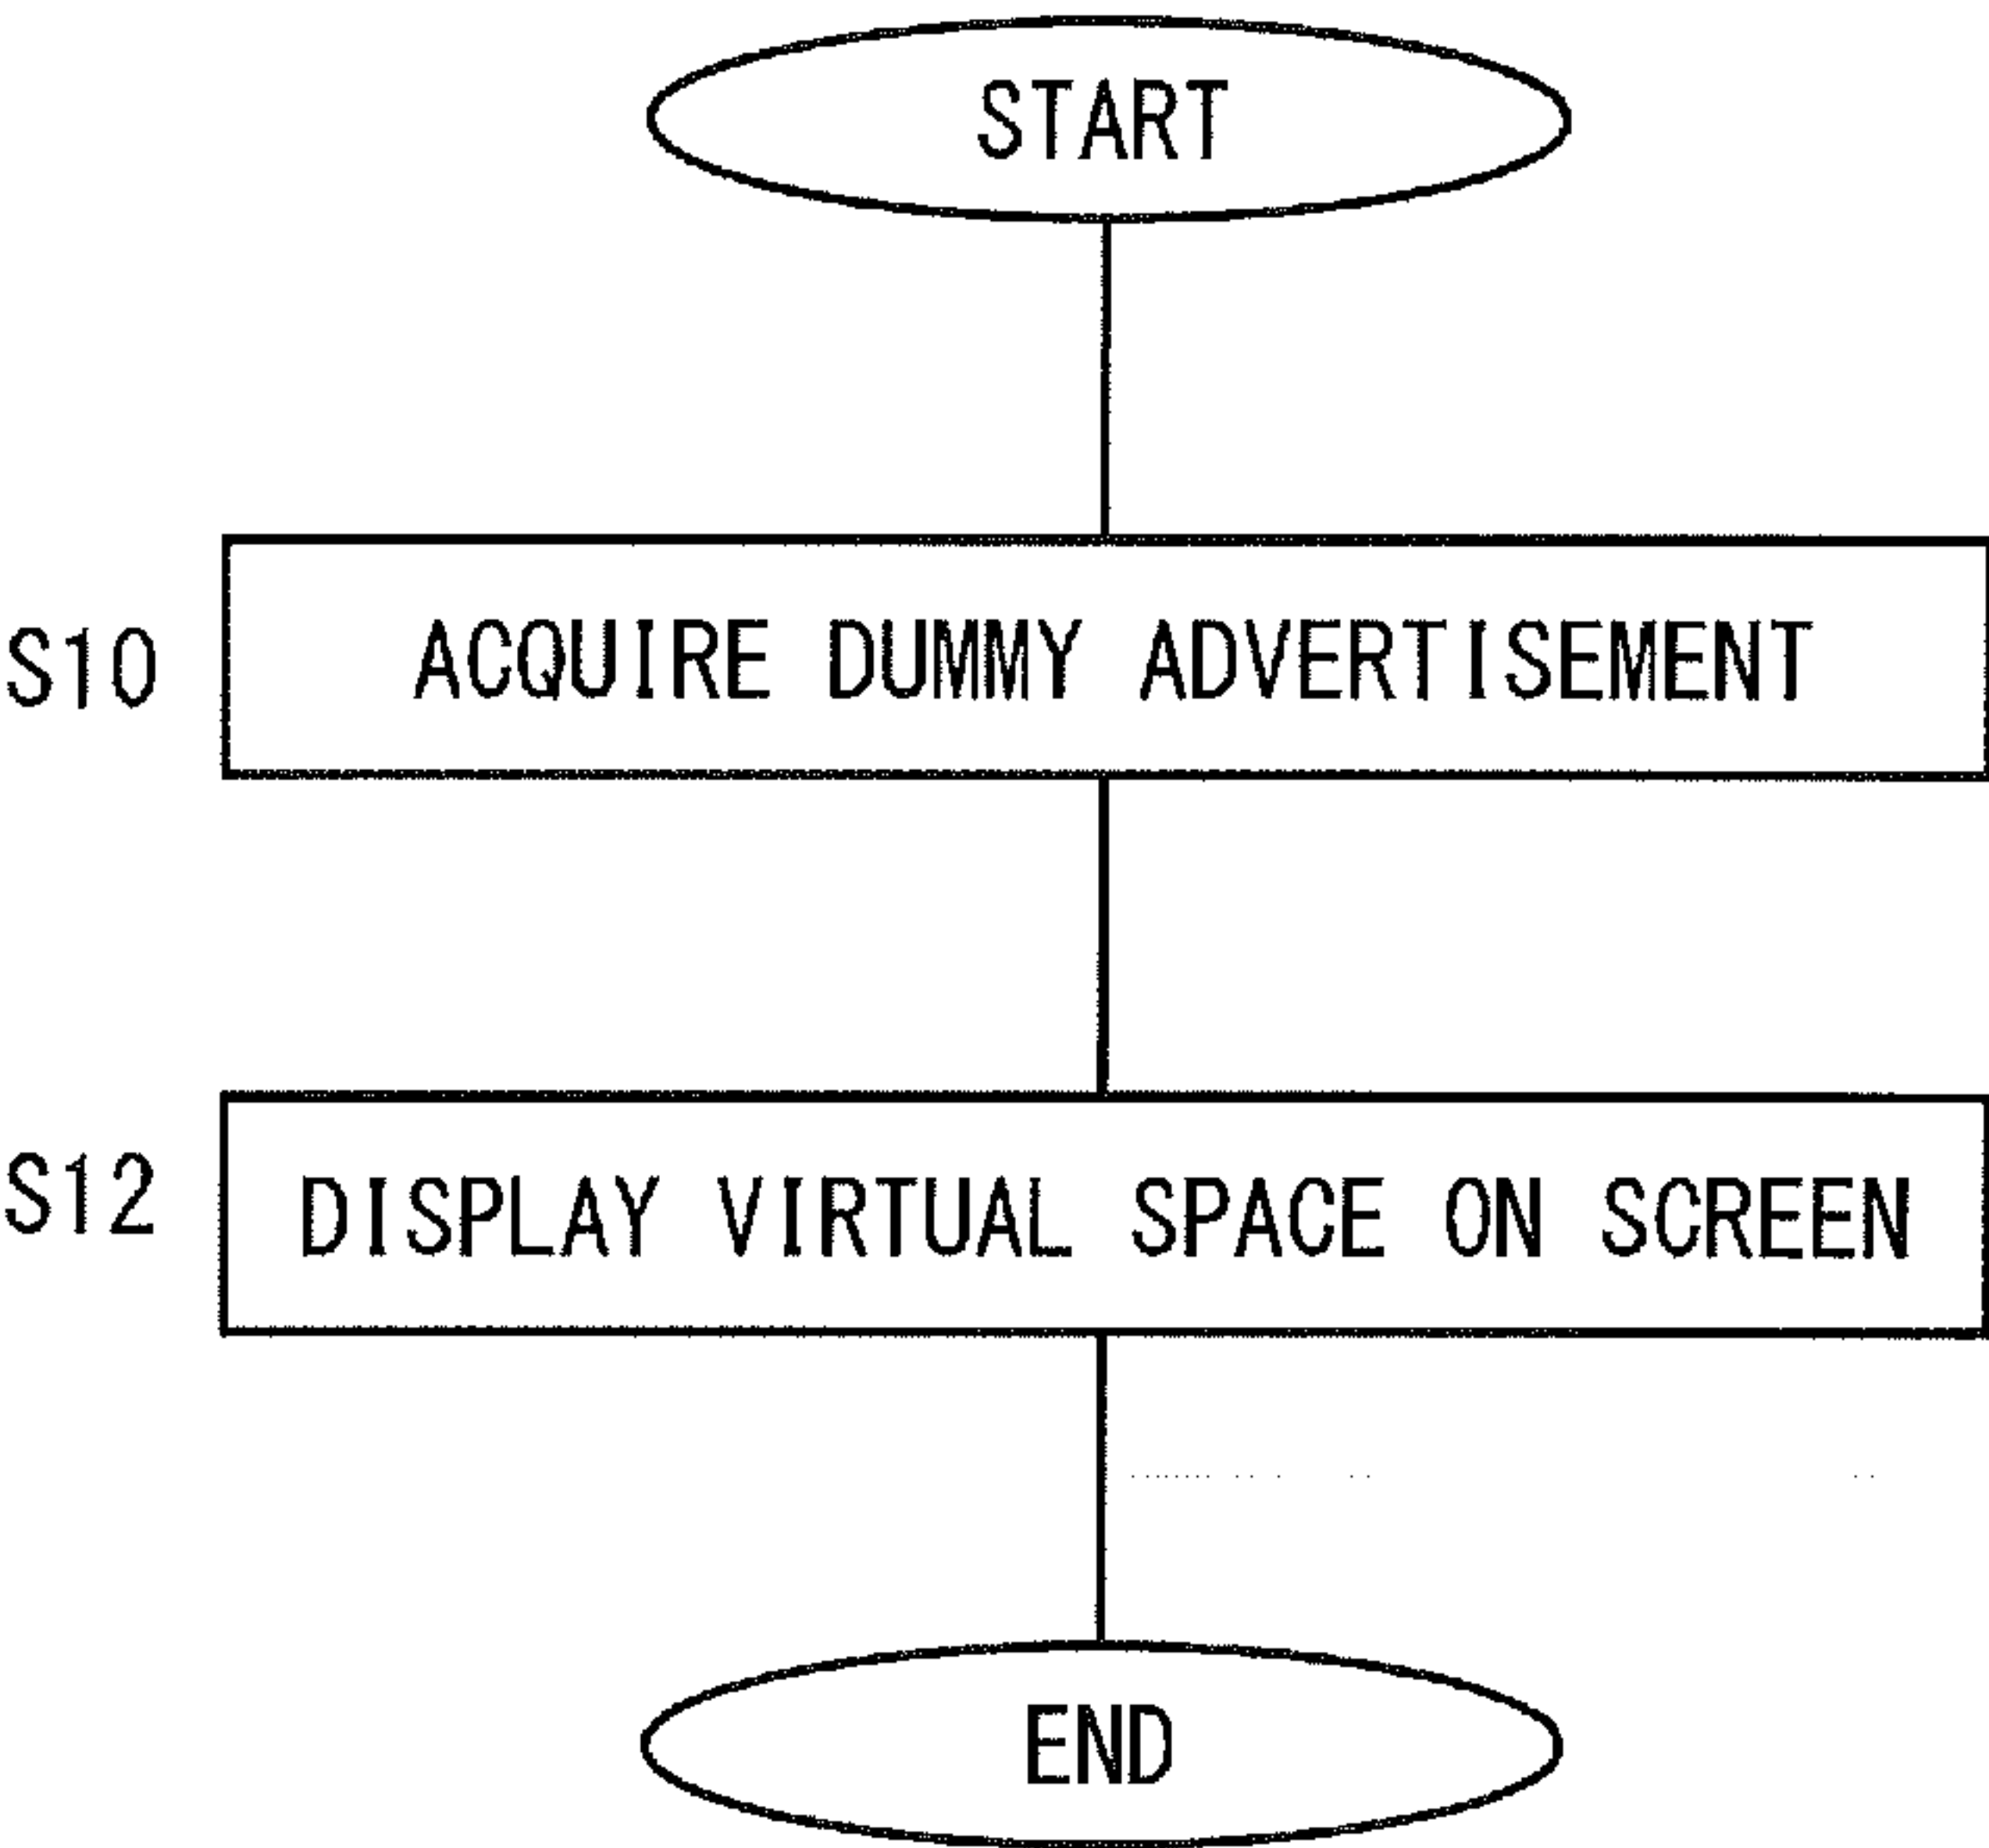 START
S10 ACQUIRE DUMMY ADVERTISEMENT
S12 DISPLAY VIRTUAL SPACE ON SCREEN
END